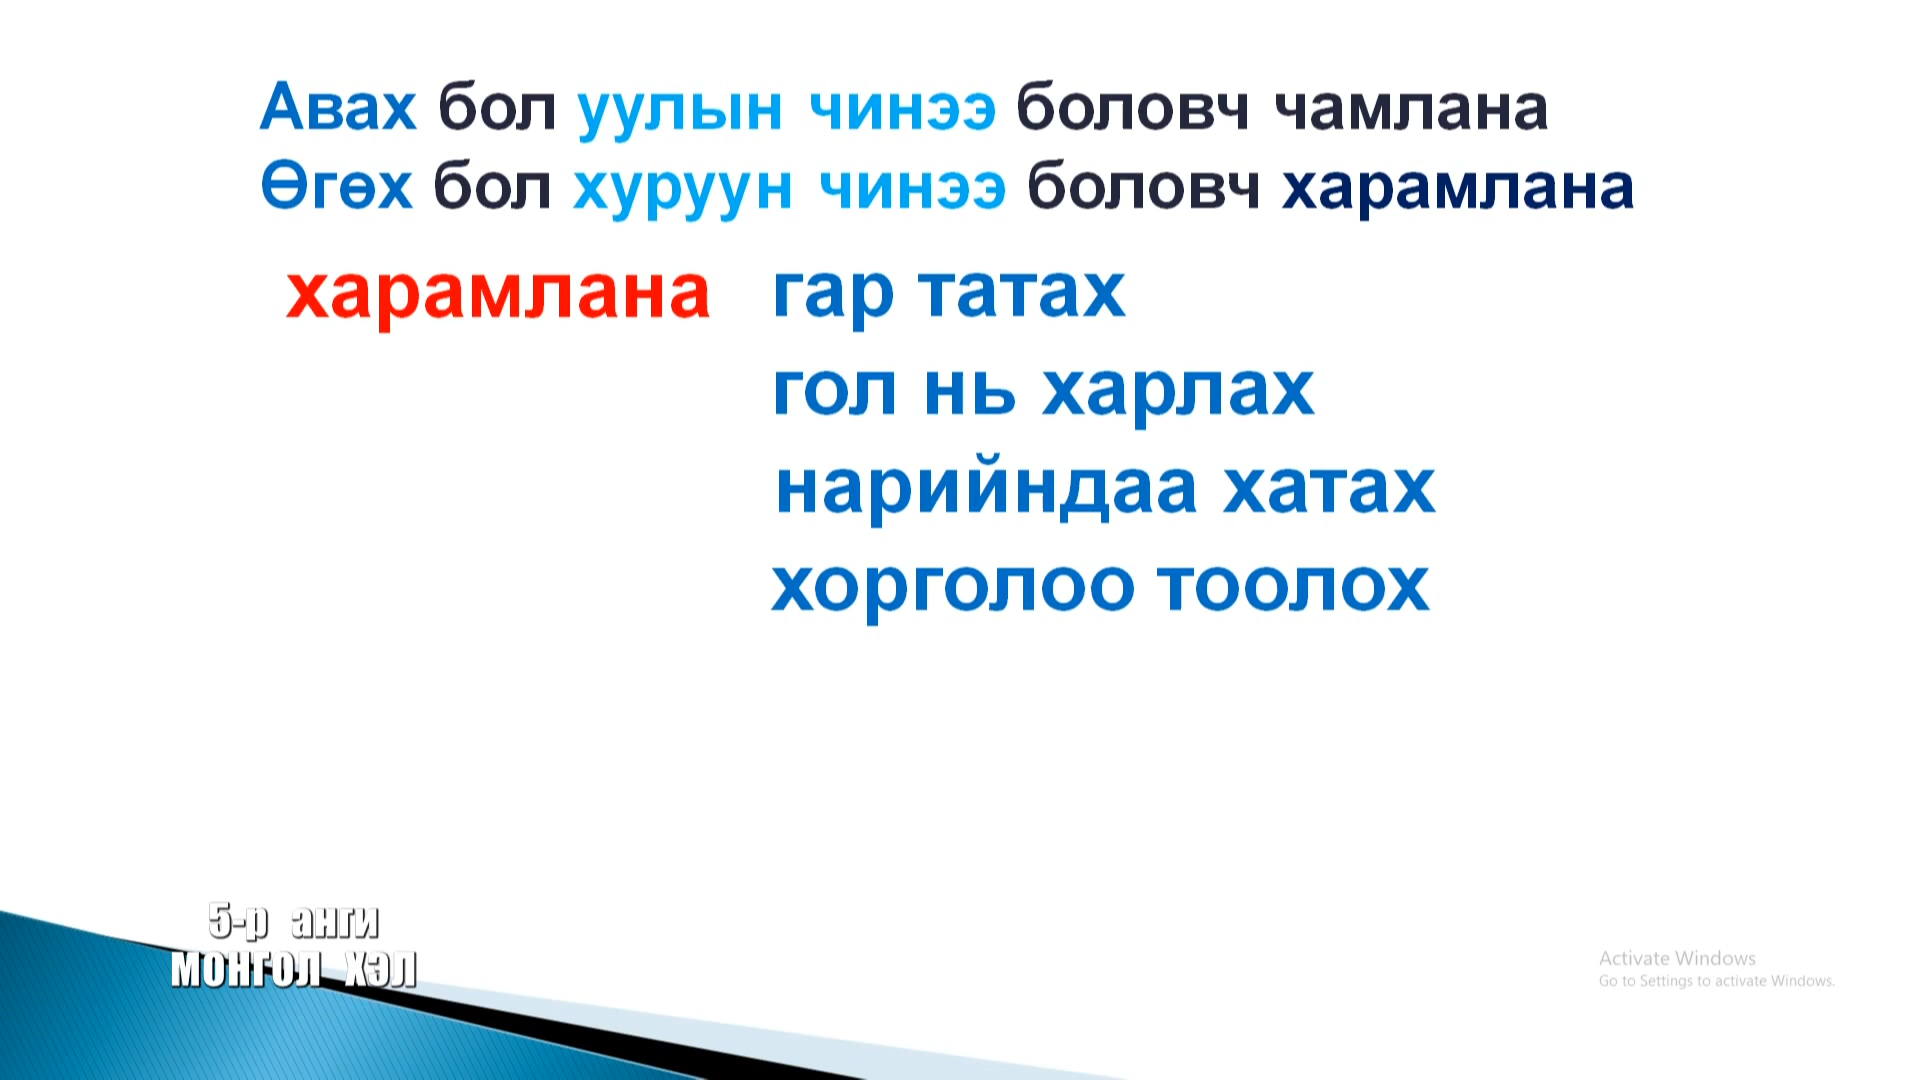 Авах бол уулын чинээ боловч чамлана
Өгөх бол хуруун чинээ боловч харамлана
харамлана гар татах
гол нь харлах
нарийндаа хатах
хорголоо тоолох
5-р анги
МОНГОЛ ХЭЛ
Activate Windows
Go to Settings to activate Windows.